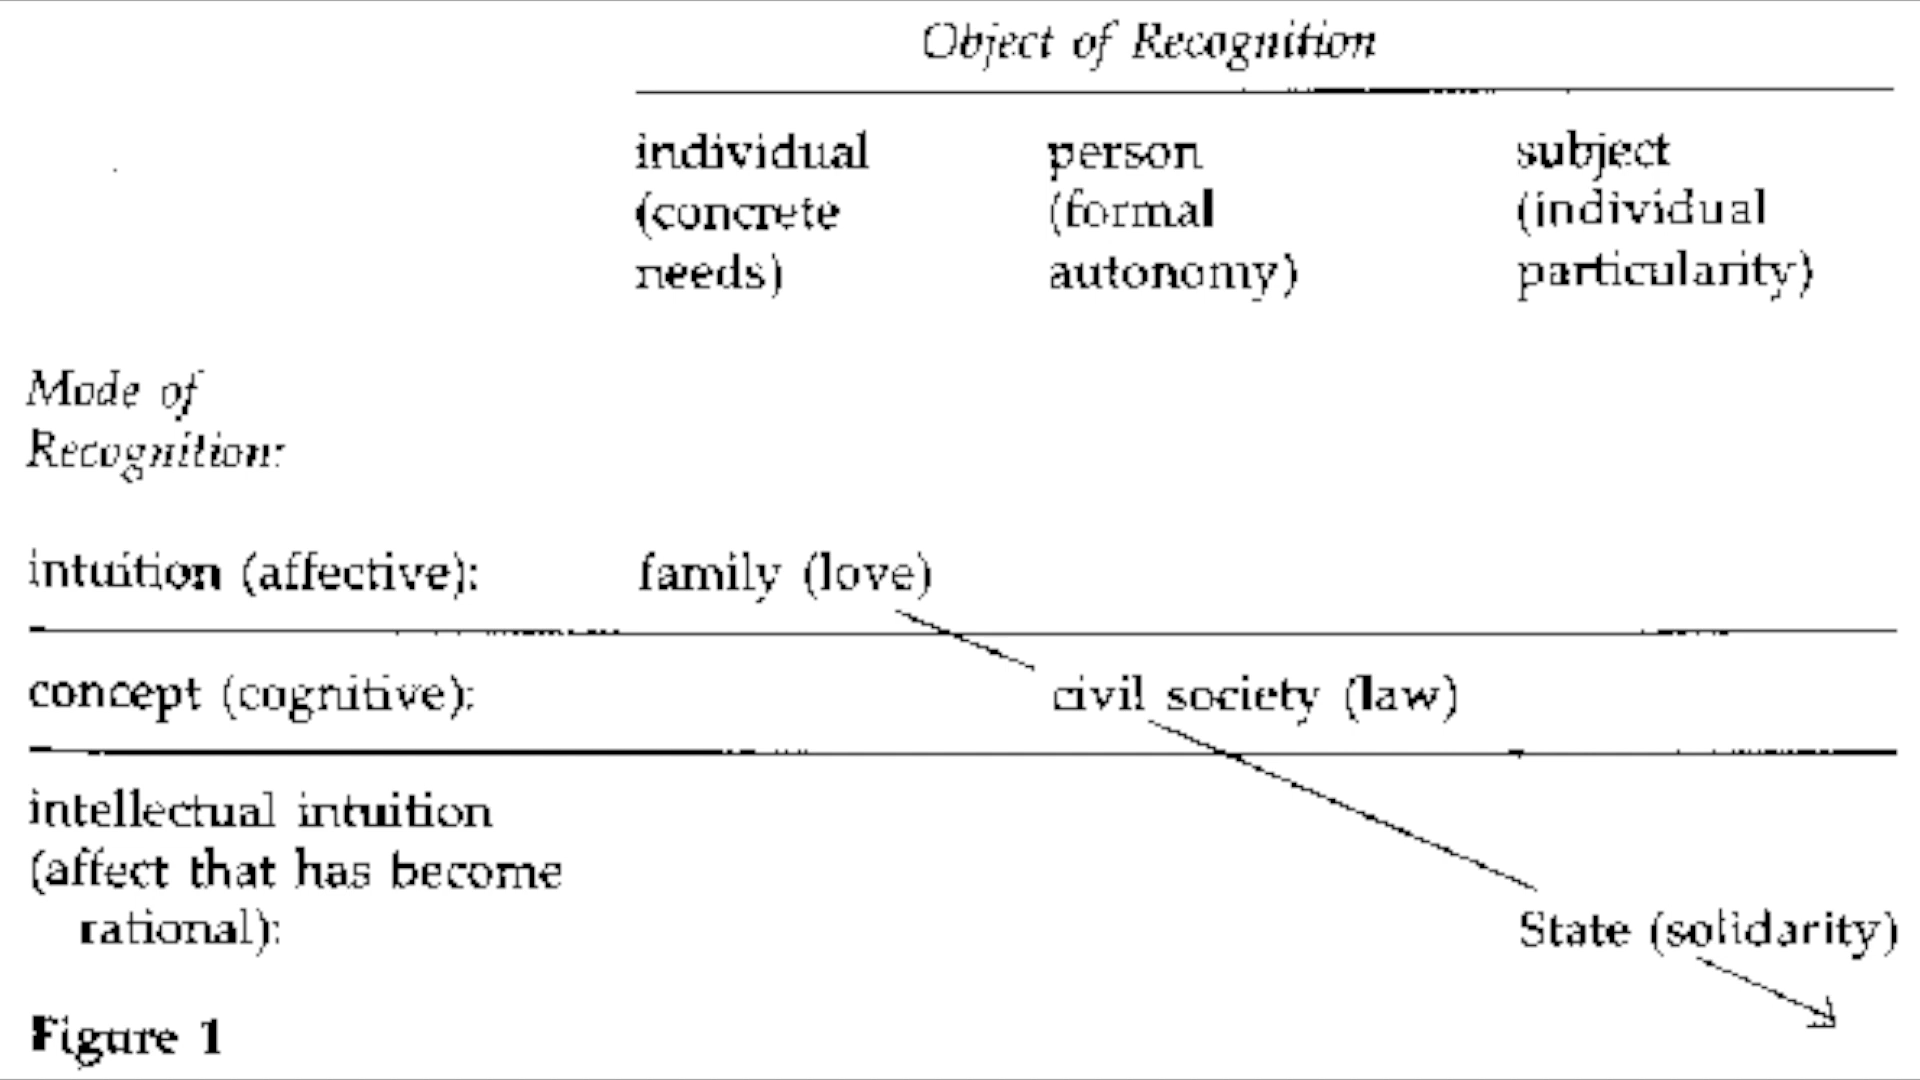 Object of Recognition
individual person subject
(concrete (formal (individual
needs) autonomy) particularity)
Mode of
Recognition:
intuition (affective): family (love)
concept (cognitive): civil society (law)
intellectual intuition
(affect that has become
rational): State (solidarity)
Figure 1